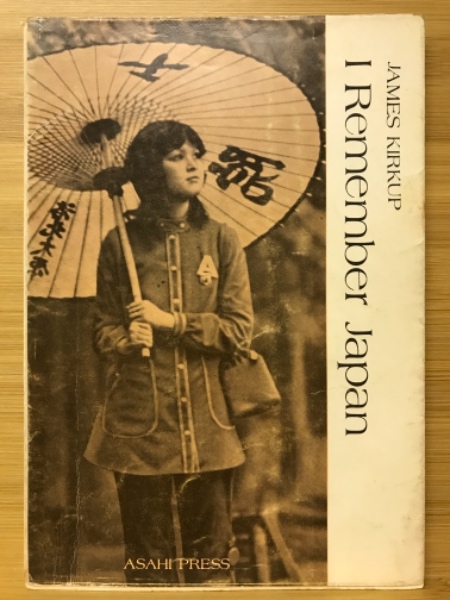 JAMES KIRKUP
I Remember Japan
ASAHI PRESS